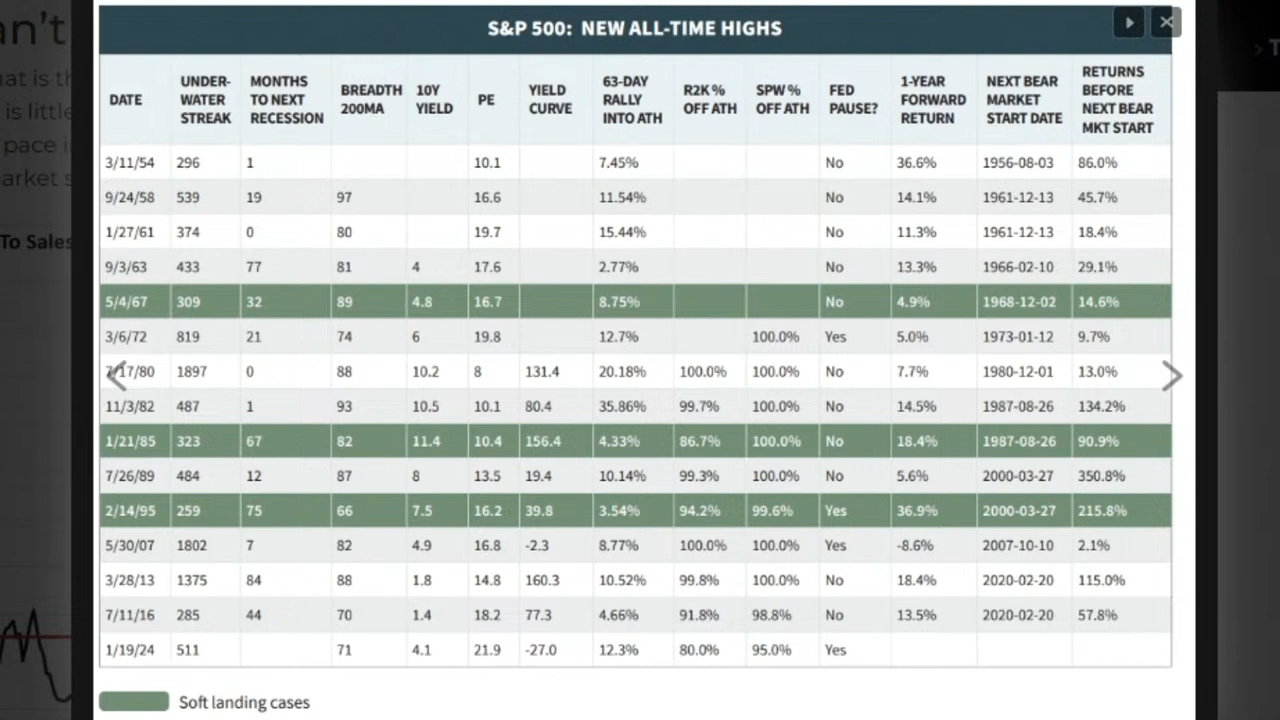 an't
hat is th
is little
pace i
arket s
To Sales
S&P 500: NEW ALL-TIME HIGHS
DATE UNDER-WATER STREAK MONTHS TO NEXT RECESSION BREADTH 200MA 10Y YIELD PE YIELD CURVE 63-DAY RALLY INTO ATH R2K % OFF ATH SPW % OFF ATH FED PAUSE? 1-YEAR FORWARD RETURN NEXT BEAR MARKET START DATE RETURNS BEFORE NEXT BEAR MKT START
3/11/54 296 1 10.1 7.45% No 36.6% 1956-08-03 86.0%
9/24/58 539 19 97 16.6 11.54% No 14.1% 1961-12-13 45.7%
1/27/61 374 0 80 19.7 15.44% No 11.3% 1961-12-13 18.4%
9/3/63 433 77 81 4 17.6 2.77% No 13.3% 1966-02-10 29.1%
5/4/67 309 32 89 4.8 16.7 8.75% No 4.9% 1968-12-02 14.6%
3/6/72 819 21 74 6 19.8 12.7% 100.0% Yes 5.0% 1973-01-12 9.7%
7/17/80 1897 0 88 10.2 8 131.4 20.18% 100.0% 100.0% No 7.7% 1980-12-01 13.0%
11/3/82 487 1 93 10.5 10.1 80.4 35.86% 99.7% 100.0% No 14.5% 1987-08-26 134.2%
1/21/85 323 67 82 11.4 10.4 156.4 4.33% 86.7% 100.0% No 18.4% 1987-08-26 90.9%
7/26/89 484 12 87 8 13.5 19.4 10.14% 99.3% 100.0% No 5.6% 2000-03-27 350.8%
2/14/95 259 75 66 7.5 16.2 39.8 3.54% 94.2% 99.6% Yes 36.9% 2000-03-27 215.8%
5/30/07 1802 7 82 4.9 16.8 -2.3 8.77% 100.0% 100.0% Yes -8.6% 2007-10-10 2.1%
3/28/13 1375 84 88 1.8 14.8 160.3 10.52% 99.8% 100.0% No 18.4% 2020-02-20 115.0%
7/11/16 285 44 70 1.4 18.2 77.3 4.66% 91.8% 98.8% No 13.5% 2020-02-20 57.8%
1/19/24 511 71 4.1 21.9 -27.0 12.3% 80.0% 95.0% Yes
Soft landing cases